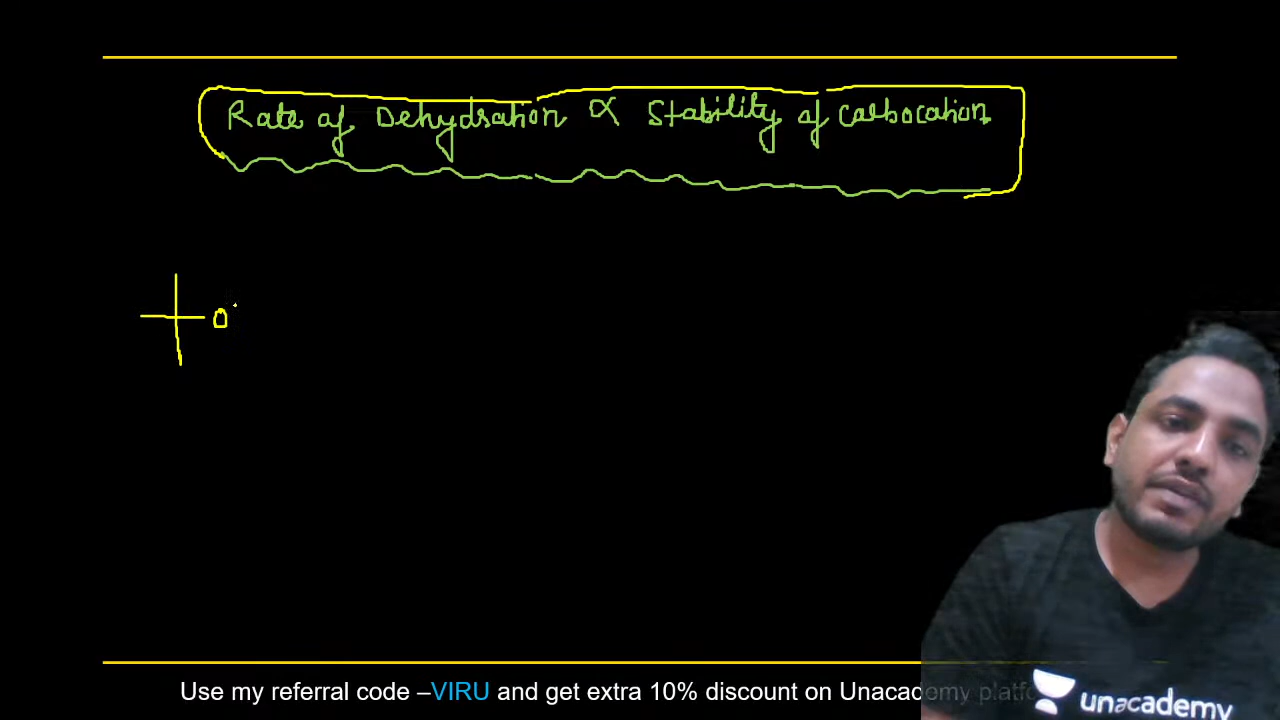 Rate of Dehydration ∝ Stability of Carbocation
O
Use my referral code –VIRU and get extra 10% discount on Unacademy platfo
unacademy